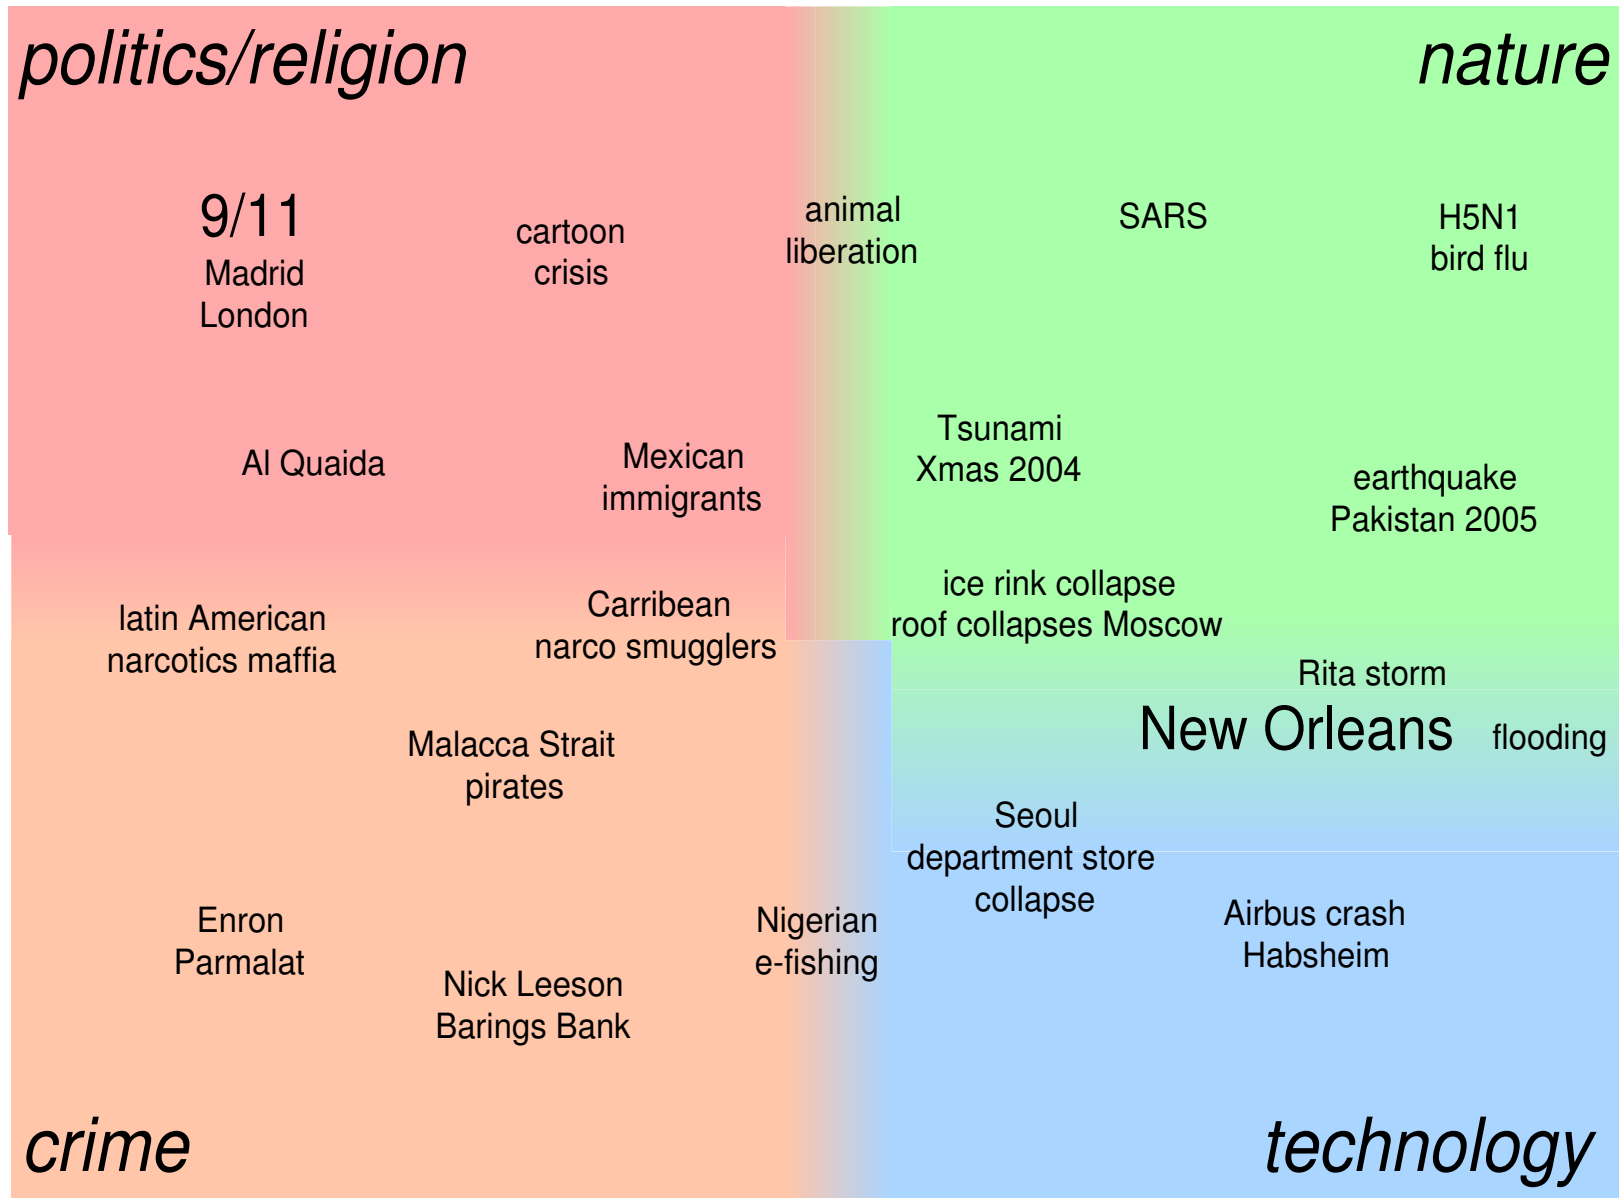 politics/religion
nature
9/11
Madrid
London
cartoon
crisis
animal
liberation
SARS
H5N1
bird flu
Al Quaida
Mexican
immigrants
Tsunami
Xmas 2004
earthquake
Pakistan 2005
latin American
narcotics maffia
Carribean
narco smugglers
ice rink collapse
roof collapses Moscow
Rita storm
New Orleans
flooding
Malacca Strait
pirates
Seoul
department store
collapse
Enron
Parmalat
Nick Leeson
Barings Bank
Nigerian
e-fishing
Airbus crash
Habsheim
crime
technology